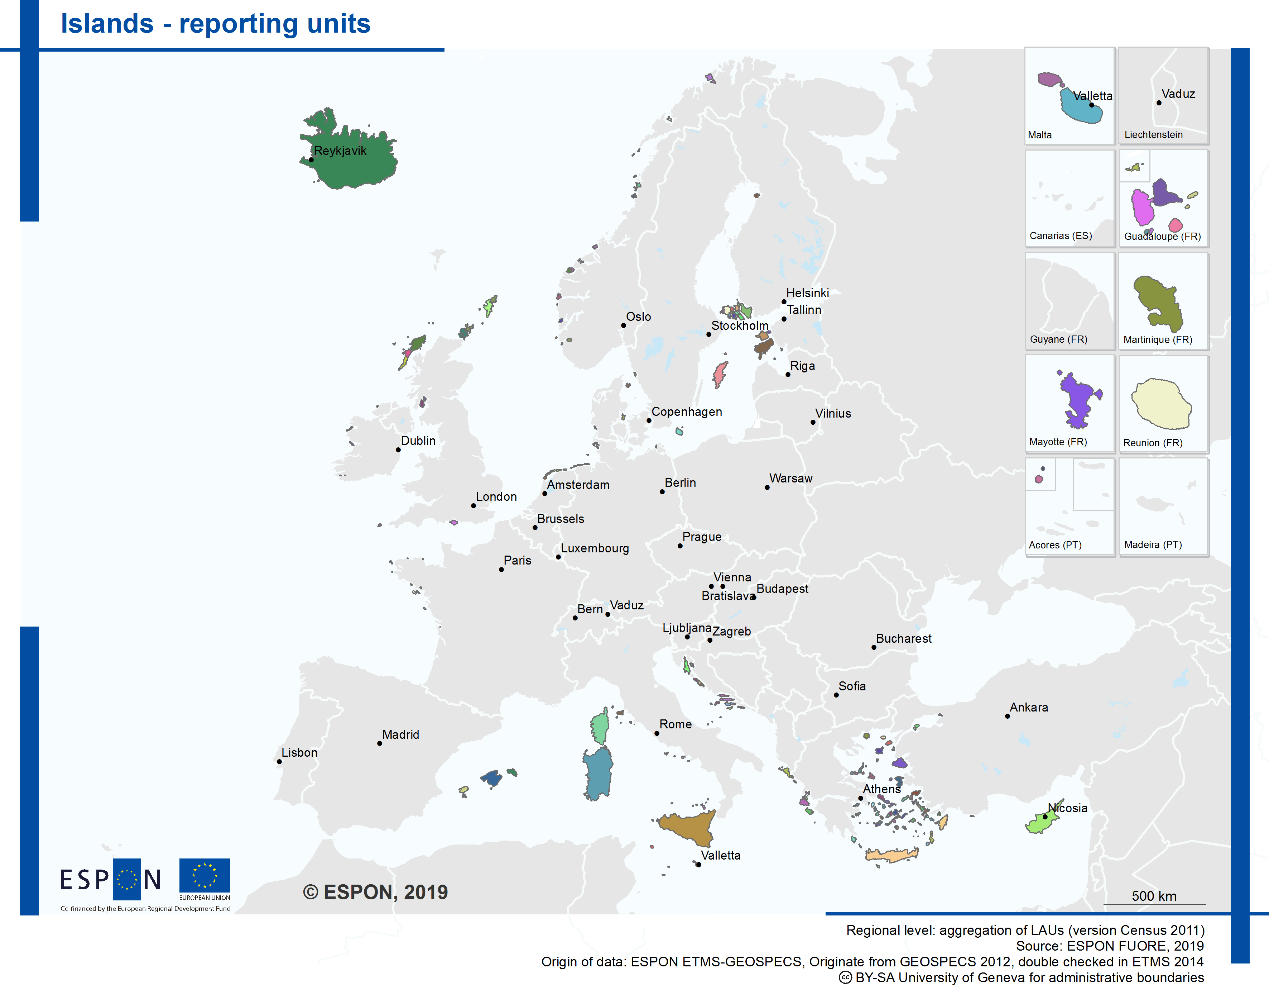 Islands - reporting units
Reykjavik
Valletta
Malta
Vaduz
Liechtenstein
Canarias (ES)
Guadaloupe (FR)
Guyane (FR)
Martinique (FR)
Mayotte (FR)
Reunion (FR)
Acores (PT)
Madeira (PT)
Helsinki
Tallinn
Oslo
Stockholm
Riga
Copenhagen
Vilnius
Dublin
Amsterdam
Berlin
Warsaw
London
Brussels
Luxembourg
Prague
Paris
Vienna
Bratislava
Budapest
Bern
Vaduz
Ljubljana
Zagreb
Bucharest
Sofia
Ankara
Rome
Madrid
Lisbon
Athens
Nicosia
Valletta
ESPON
EUROPEAN UNION
Co-financed by the European Regional Development Fund
© ESPON, 2019
500 km
Regional level: aggregation of LAUs (version Census 2011)
Source: ESPON FUORE, 2019
Origin of data: ESPON ETMS-GEOSPECS, Originate from GEOSPECS 2012, double checked in ETMS 2014
cc BY-SA University of Geneva for administrative boundaries